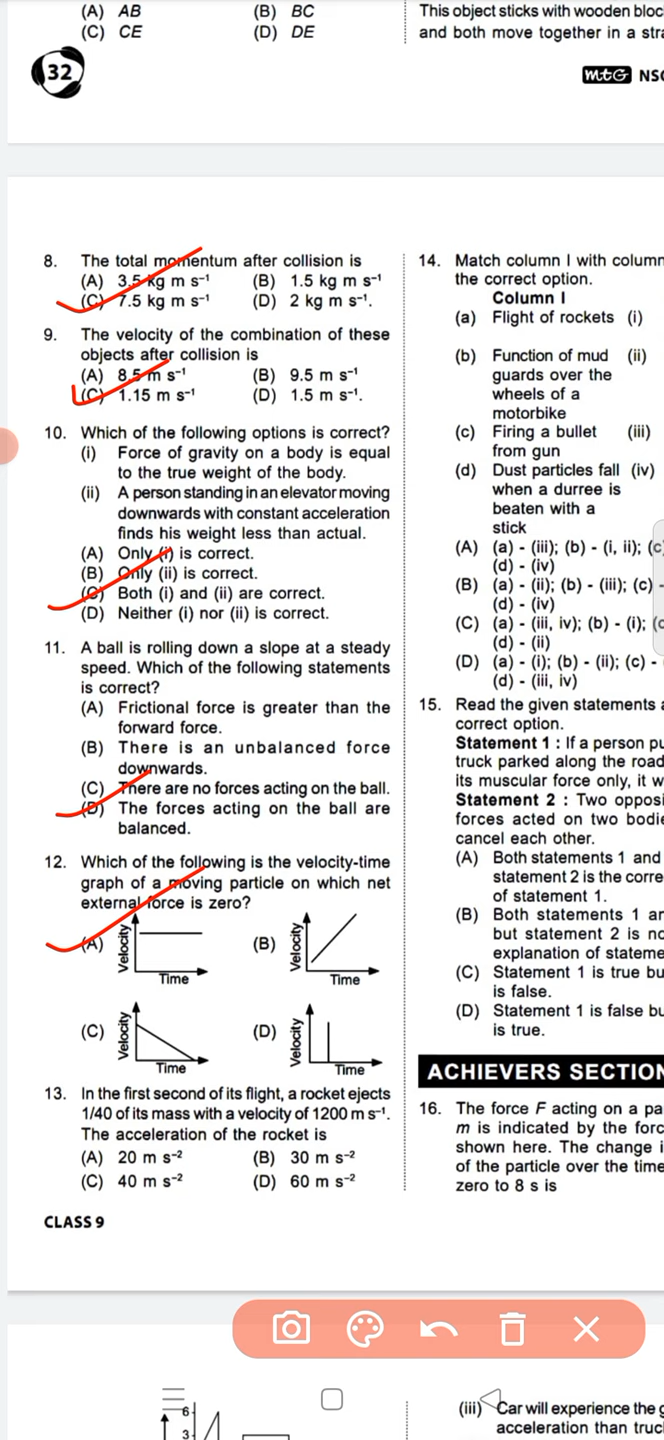 (A) AB (B) BC
(C) CE (D) DE
This object sticks with wooden bloc
and both move together in a stra
32
mtG NSO
8. The total momentum after collision is
(A) 3.5 kg m s⁻¹ (B) 1.5 kg m s⁻¹
(C) 7.5 kg m s⁻¹ (D) 2 kg m s⁻¹.
9. The velocity of the combination of these
objects after collision is
(A) 8.5 m s⁻¹ (B) 9.5 m s⁻¹
(C) 1.15 m s⁻¹ (D) 1.5 m s⁻¹.
10. Which of the following options is correct?
(i) Force of gravity on a body is equal
to the true weight of the body.
(ii) A person standing in an elevator moving
downwards with constant acceleration
finds his weight less than actual.
(A) Only (i) is correct.
(B) Only (ii) is correct.
(C) Both (i) and (ii) are correct.
(D) Neither (i) nor (ii) is correct.
11. A ball is rolling down a slope at a steady
speed. Which of the following statements
is correct?
(A) Frictional force is greater than the
forward force.
(B) There is an unbalanced force
downwards.
(C) There are no forces acting on the ball.
(D) The forces acting on the ball are
balanced.
12. Which of the following is the velocity-time
graph of a moving particle on which net
external force is zero?
(A) Velocity Time (B) Velocity Time
(C) Velocity Time (D) Velocity Time
13. In the first second of its flight, a rocket ejects
1/40 of its mass with a velocity of 1200 m s⁻¹.
The acceleration of the rocket is
(A) 20 m s⁻² (B) 30 m s⁻²
(C) 40 m s⁻² (D) 60 m s⁻²
CLASS 9
14. Match column I with column
the correct option.
Column I
(a) Flight of rockets (i)
(b) Function of mud (ii)
guards over the
wheels of a
motorbike
(c) Firing a bullet (iii)
from gun
(d) Dust particles fall (iv)
when a durree is
beaten with a
stick
(A) (a) - (iii); (b) - (i, ii); (c)
(d) - (iv)
(B) (a) - (ii); (b) - (iii); (c) -
(d) - (iv)
(C) (a) - (iii, iv); (b) - (i); (c
(d) - (ii)
(D) (a) - (i); (b) - (ii); (c) -
(d) - (iii, iv)
15. Read the given statements a
correct option.
Statement 1 : If a person pu
truck parked along the road
its muscular force only, it w
Statement 2 : Two opposi
forces acted on two bodie
cancel each other.
(A) Both statements 1 and
statement 2 is the corre
of statement 1.
(B) Both statements 1 an
but statement 2 is no
explanation of stateme
(C) Statement 1 is true bu
is false.
(D) Statement 1 is false bu
is true.
ACHIEVERS SECTION
16. The force F acting on a pa
m is indicated by the forc
shown here. The change i
of the particle over the time
zero to 8 s is
6
3
(iii) Car will experience the g
acceleration than truc